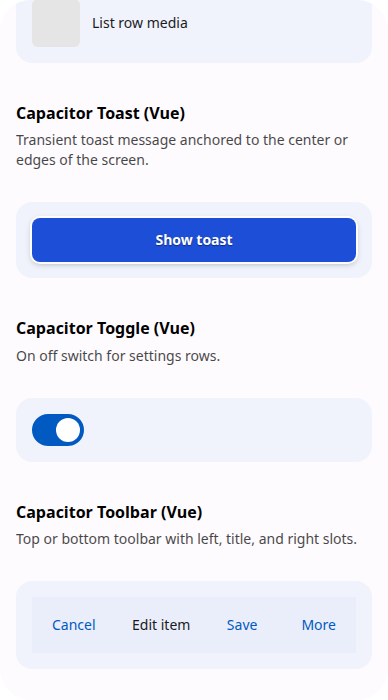 List row media
Capacitor Toast (Vue)
Transient toast message anchored to the center or
edges of the screen.
Show toast
Capacitor Toggle (Vue)
On off switch for settings rows.
Capacitor Toolbar (Vue)
Top or bottom toolbar with left, title, and right slots.
Cancel Edit item Save More